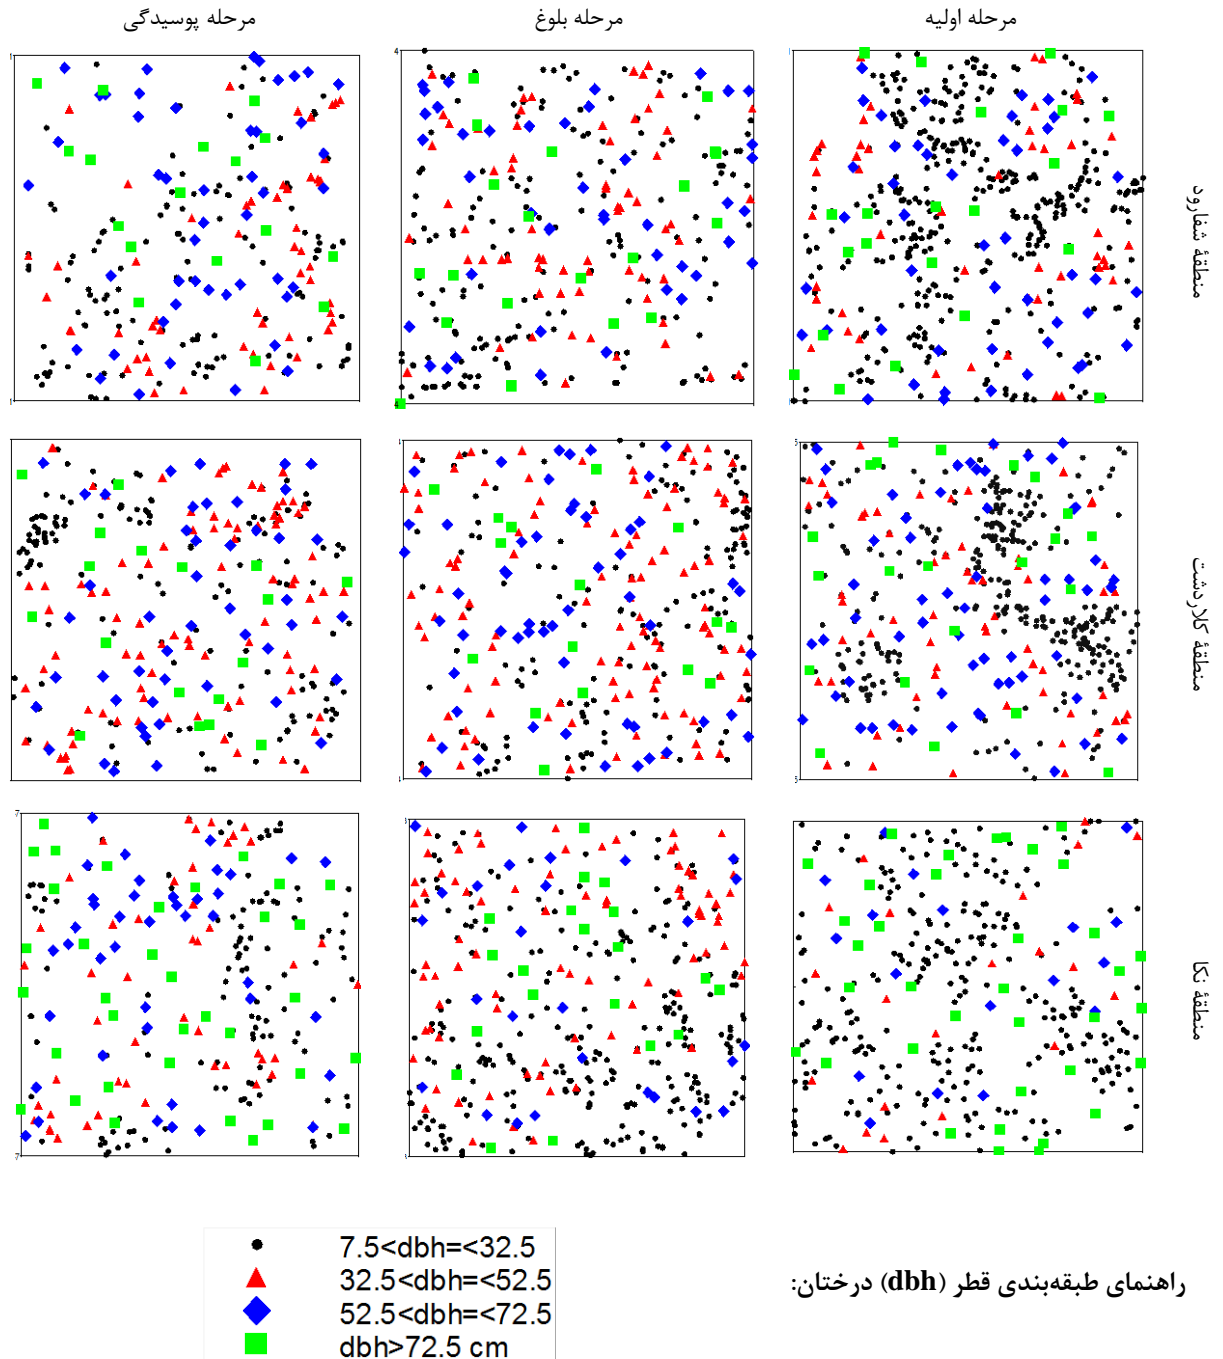 مرحله اولیه
مرحله بلوغ
مرحله پوسیدگی
منطقهٔ شفارود
منطقهٔ کلاردشت
منطقهٔ نکا
راهنمای طبقه‌بندی قطر (dbh) درختان:
7.5<dbh=<32.5
32.5<dbh=<52.5
52.5<dbh=<72.5
dbh>72.5 cm